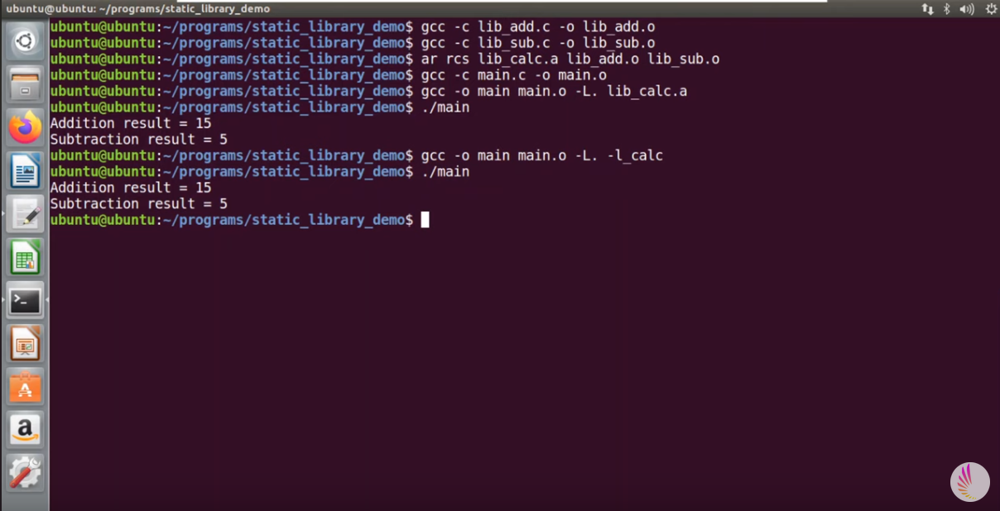 ubuntu@ubuntu: ~/programs/static_library_demo
ubuntu@ubuntu:~/programs/static_library_demo$ gcc -c lib_add.c -o lib_add.o
ubuntu@ubuntu:~/programs/static_library_demo$ gcc -c lib_sub.c -o lib_sub.o
ubuntu@ubuntu:~/programs/static_library_demo$ ar rcs lib_calc.a lib_add.o lib_sub.o
ubuntu@ubuntu:~/programs/static_library_demo$ gcc -c main.c -o main.o
ubuntu@ubuntu:~/programs/static_library_demo$ gcc -o main main.o -L. lib_calc.a
ubuntu@ubuntu:~/programs/static_library_demo$ ./main
Addition result = 15
Subtraction result = 5
ubuntu@ubuntu:~/programs/static_library_demo$ gcc -o main main.o -L. -l_calc
ubuntu@ubuntu:~/programs/static_library_demo$ ./main
Addition result = 15
Subtraction result = 5
ubuntu@ubuntu:~/programs/static_library_demo$